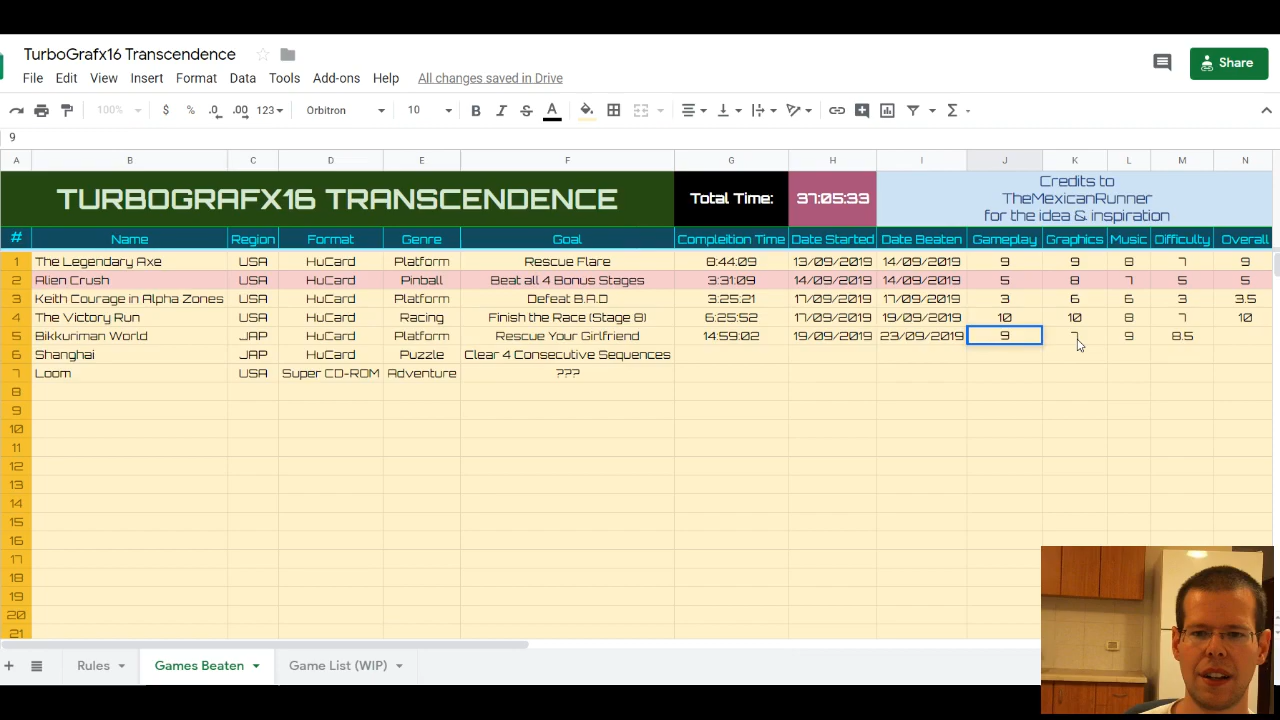 TurboGrafx16 Transcendence
File Edit View Insert Format Data Tools Add-ons Help All changes saved in Drive
Share
100% $ % .0 .00 123 Orbitron 10 B I S A
9
A B C D E F G H I J K L M N
TURBOGRAFX16 TRANSCENDENCE Total Time: 37:05:33 Credits to
TheMexicanRunner
for the idea & inspiration
# Name Region Format Genre Goal Compleition Time Date Started Date Beaten Gameplay Graphics Music Difficulty Overall
1 The Legendary Axe USA HuCard Platform Rescue Flare 8:44:09 13/09/2019 14/09/2019 9 9 8 7 9
2 Alien Crush USA HuCard Pinball Beat all 4 Bonus Stages 3:31:09 14/09/2019 14/09/2019 5 8 7 5 5
3 Keith Courage in Alpha Zones USA HuCard Platform Defeat B.A.D 3:25:21 17/09/2019 17/09/2019 3 6 6 3 3.5
4 The Victory Run USA HuCard Racing Finish the Race (Stage 8) 6:25:52 17/09/2019 19/09/2019 10 10 8 7 10
5 Bikkuriman World JAP HuCard Platform Rescue Your Girlfriend 14:59:02 19/09/2019 23/09/2019 9 7 9 8.5
6 Shanghai JAP HuCard Puzzle Clear 4 Consecutive Sequences
7 Loom USA Super CD-ROM Adventure ???
8
9
10
11
12
13
14
15
16
17
18
19
20
21
Rules Games Beaten Game List (WIP)